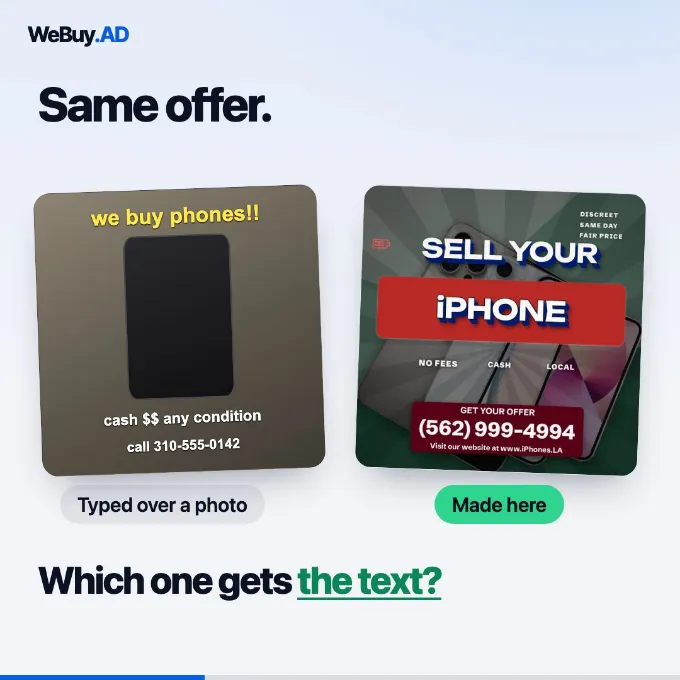 WeBuy.AD
Same offer.
we buy phones!!
cash $$ any condition
call 310-555-0142
Typed over a photo
DISCREET
SAME DAY
FAIR PRICE
SELL YOUR
iPHONE
NO FEES
CASH
LOCAL
GET YOUR OFFER
(562) 999-4994
Visit our website at www.iPhones.LA
Made here
Which one gets the text?